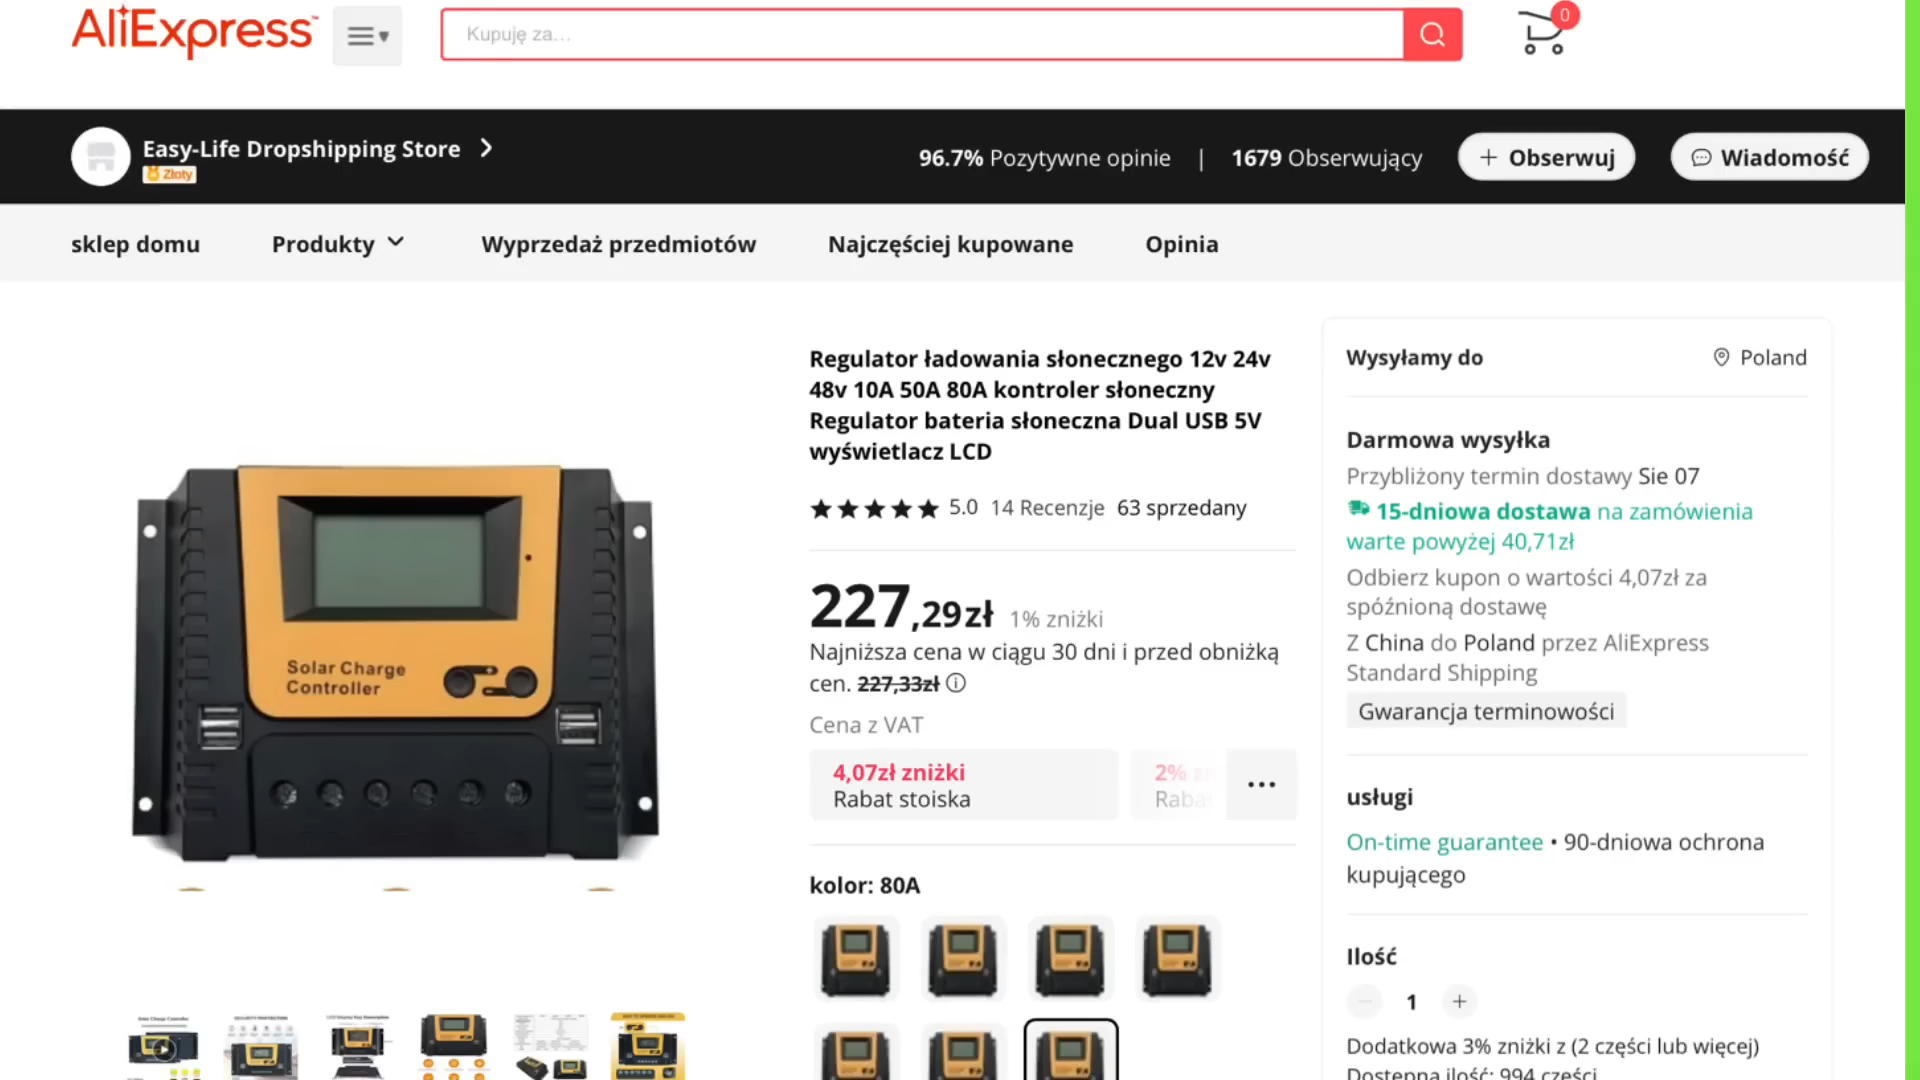 AliExpress™
Kupuję za...
0
Easy-Life Dropshipping Store
Złoty
96.7% Pozytywne opinie | 1679 Obserwujący
+ Obserwuj
Wiadomość
sklep domu
Produkty
Wyprzedaż przedmiotów
Najczęściej kupowane
Opinia
Solar Charge
Controller
Regulator ładowania słonecznego 12v 24v
48v 10A 50A 80A kontroler słoneczny
Regulator bateria słoneczna Dual USB 5V
wyświetlacz LCD
5.0 14 Recenzje 63 sprzedany
227,29zł 1% zniżki
Najniższa cena w ciągu 30 dni i przed obniżką
cen. 227,33zł
Cena z VAT
4,07zł zniżki
Rabat stoiska
2%
...
kolor: 80A
Wysyłamy do
Poland
Darmowa wysyłka
Przybliżony termin dostawy Sie 07
15-dniowa dostawa na zamówienia
warte powyżej 40,71zł
Odbierz kupon o wartości 4,07zł za
spóźnioną dostawę
Z China do Poland przez AliExpress
Standard Shipping
Gwarancja terminowości
usługi
On-time guarantee • 90-dniowa ochrona
kupującego
Ilość
1 +
Dodatkowa 3% zniżki z (2 części lub więcej)
Dostępna ilość: 994 części